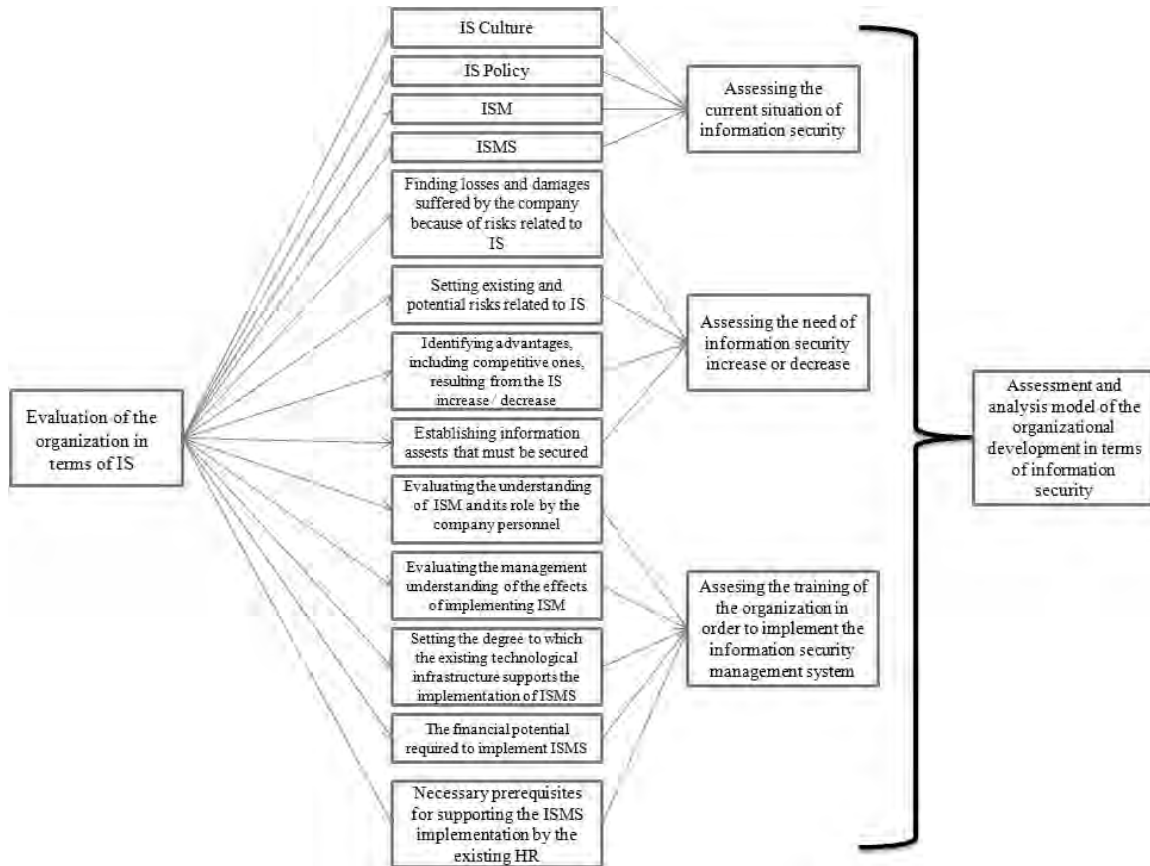 Evaluation of the
organization in
terms of IS
IS Culture
IS Policy
ISM
ISMS
Finding losses and damages
suffered by the company
because of risks related to
IS
Setting existing and
potential risks related to IS
Identifying advantages,
including competitive ones,
resulting from the IS
increase / decrease
Establishing information
assests that must be secured
Evaluating the understanding
of ISM and its role by the
company personnel
Evaluating the management
understanding of the effects
of implementing ISM
Setting the degree to which
the existing technological
infrastructure supports the
implementation of ISMS
The financial potential
required to implement ISMS
Necessary prerequisites
for supporting the ISMS
implementation by the
existing HR
Assessing the
current situation of
information security
Assessing the need of
information security
increase or decrease
Assesing the training of
the organization in
order to implement the
information security
management system
Assessment and
analysis model of the
organizational
development in terms
of information
security